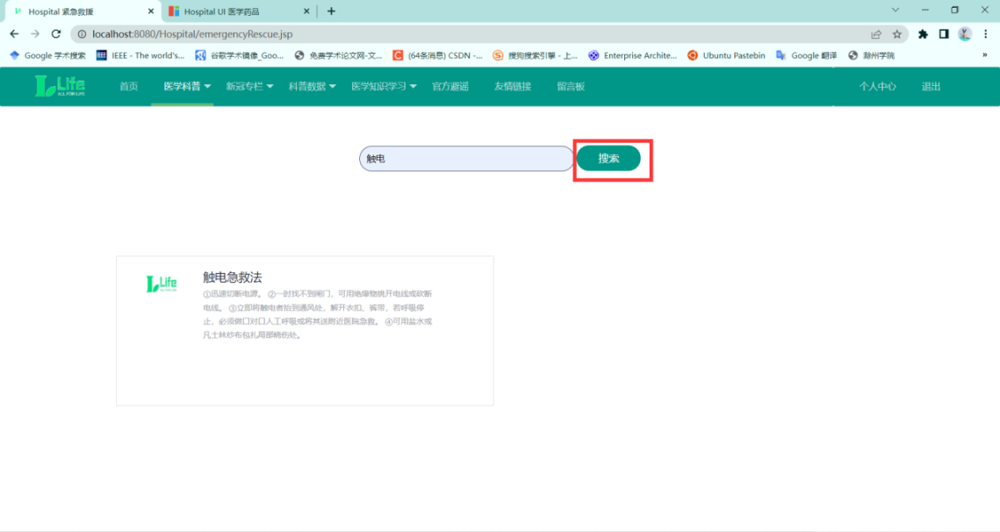 Hospital 紧急救援
Hospital UI 医学药品
localhost:8080/Hospital/emergencyRescue.jsp
Google 学术搜索
IEEE - The world's...
谷歌学术镜像_Goo...
免费学术论文网-文...
(64条消息) CSDN -...
搜狗搜索引擎 - 上...
Enterprise Archite...
Ubuntu Pastebin
Google 翻译
滁州学院
»
Life
ALL FOR LIFE
首页
医学科普
新冠专栏
科普数据
医学知识学习
官方避谣
友情链接
留言板
个人中心
退出
触电
搜索
Life
触电急救法
①迅速切断电源。 ②一时找不到闸门，可用绝缘物挑开电线或砍断
电线。 ③立即将触电者抬到通风处，解开衣扣、裤带，若呼吸停
止，必须做口对口人工呼吸或将其送附近医院急救。 ④可用盐水或
凡士林纱布包扎局部烧伤处。